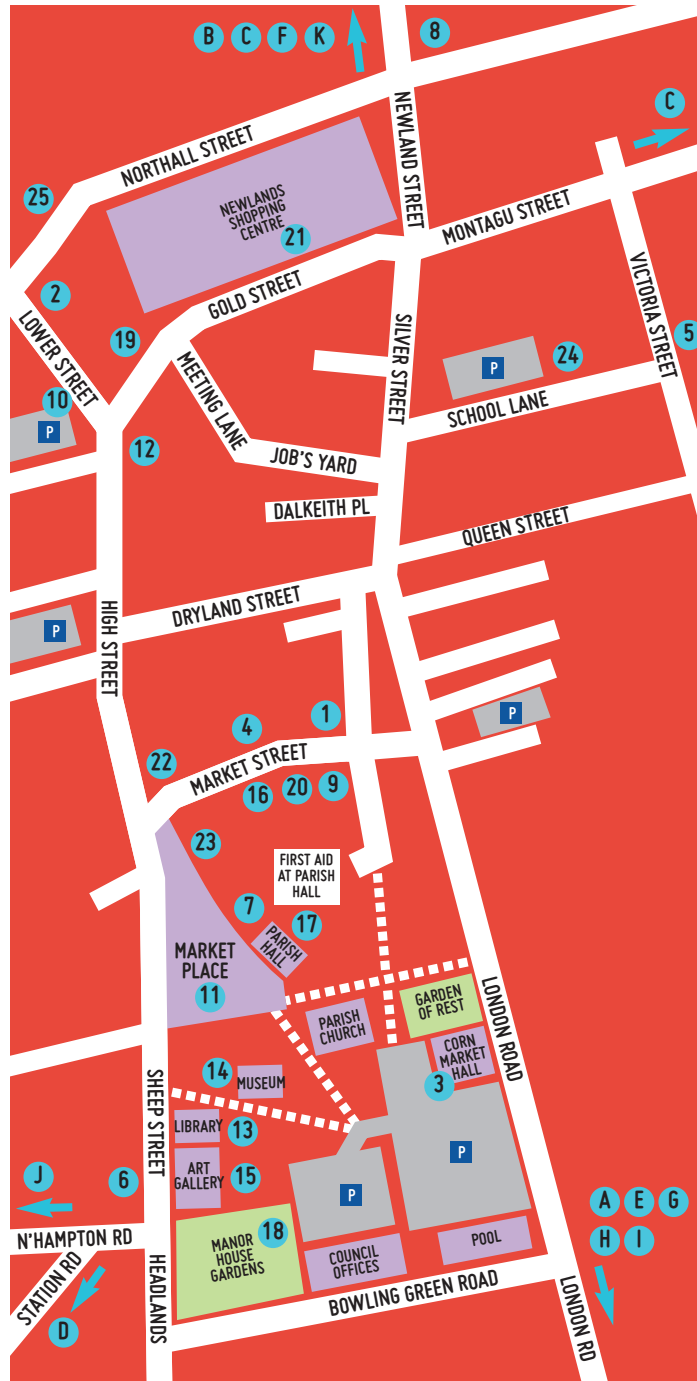 B C F K
8
C
NORTHALL STREET
NEWLAND STREET
25
NEWLANDS
SHOPPING
CENTRE
21
MONTAGU STREET
2
GOLD STREET
VICTORIA STREET
LOWER STREET
19
SILVER STREET
5
24
P
MEETING LANE
10
P
SCHOOL LANE
12
JOB'S YARD
DALKEITH PL
QUEEN STREET
DRYLAND STREET
HIGH STREET
P
P
1
4
22
MARKET STREET
16
20
9
23
FIRST AID
AT PARISH
HALL
7
17
PARISH
HALL
MARKET
PLACE
11
LONDON ROAD
GARDEN
OF REST
PARISH
CHURCH
CORN
MARKET
HALL
14
MUSEUM
3
SHEEP STREET
LIBRARY
13
ART
GALLERY
15
P
6
J
P
A E G
H I
18
MANOR
HOUSE
GARDENS
N'HAMPTON RD
POOL
COUNCIL
OFFICES
STATION RD
HEADLANDS
BOWLING GREEN ROAD
D
LONDON RD